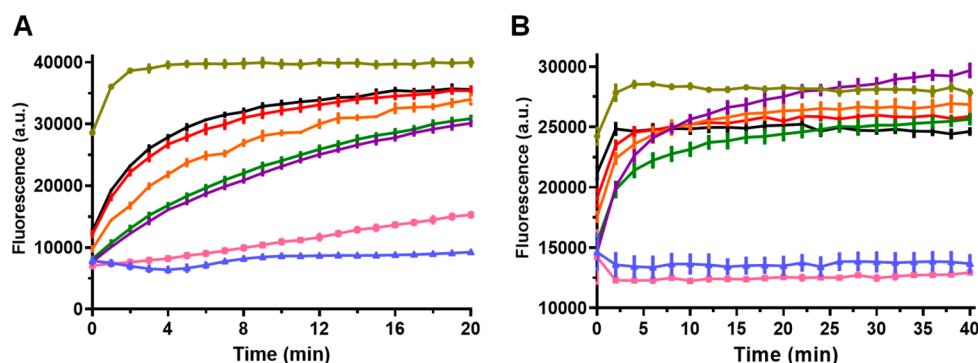 A
Fluorescence (a.u.)
40000
30000
20000
10000
0
0 4 8 12 16 20
Time (min)
B
Fluorescence (a.u.)
30000
25000
20000
15000
10000
0 5 10 15 20 25 30 35 40
Time (min)